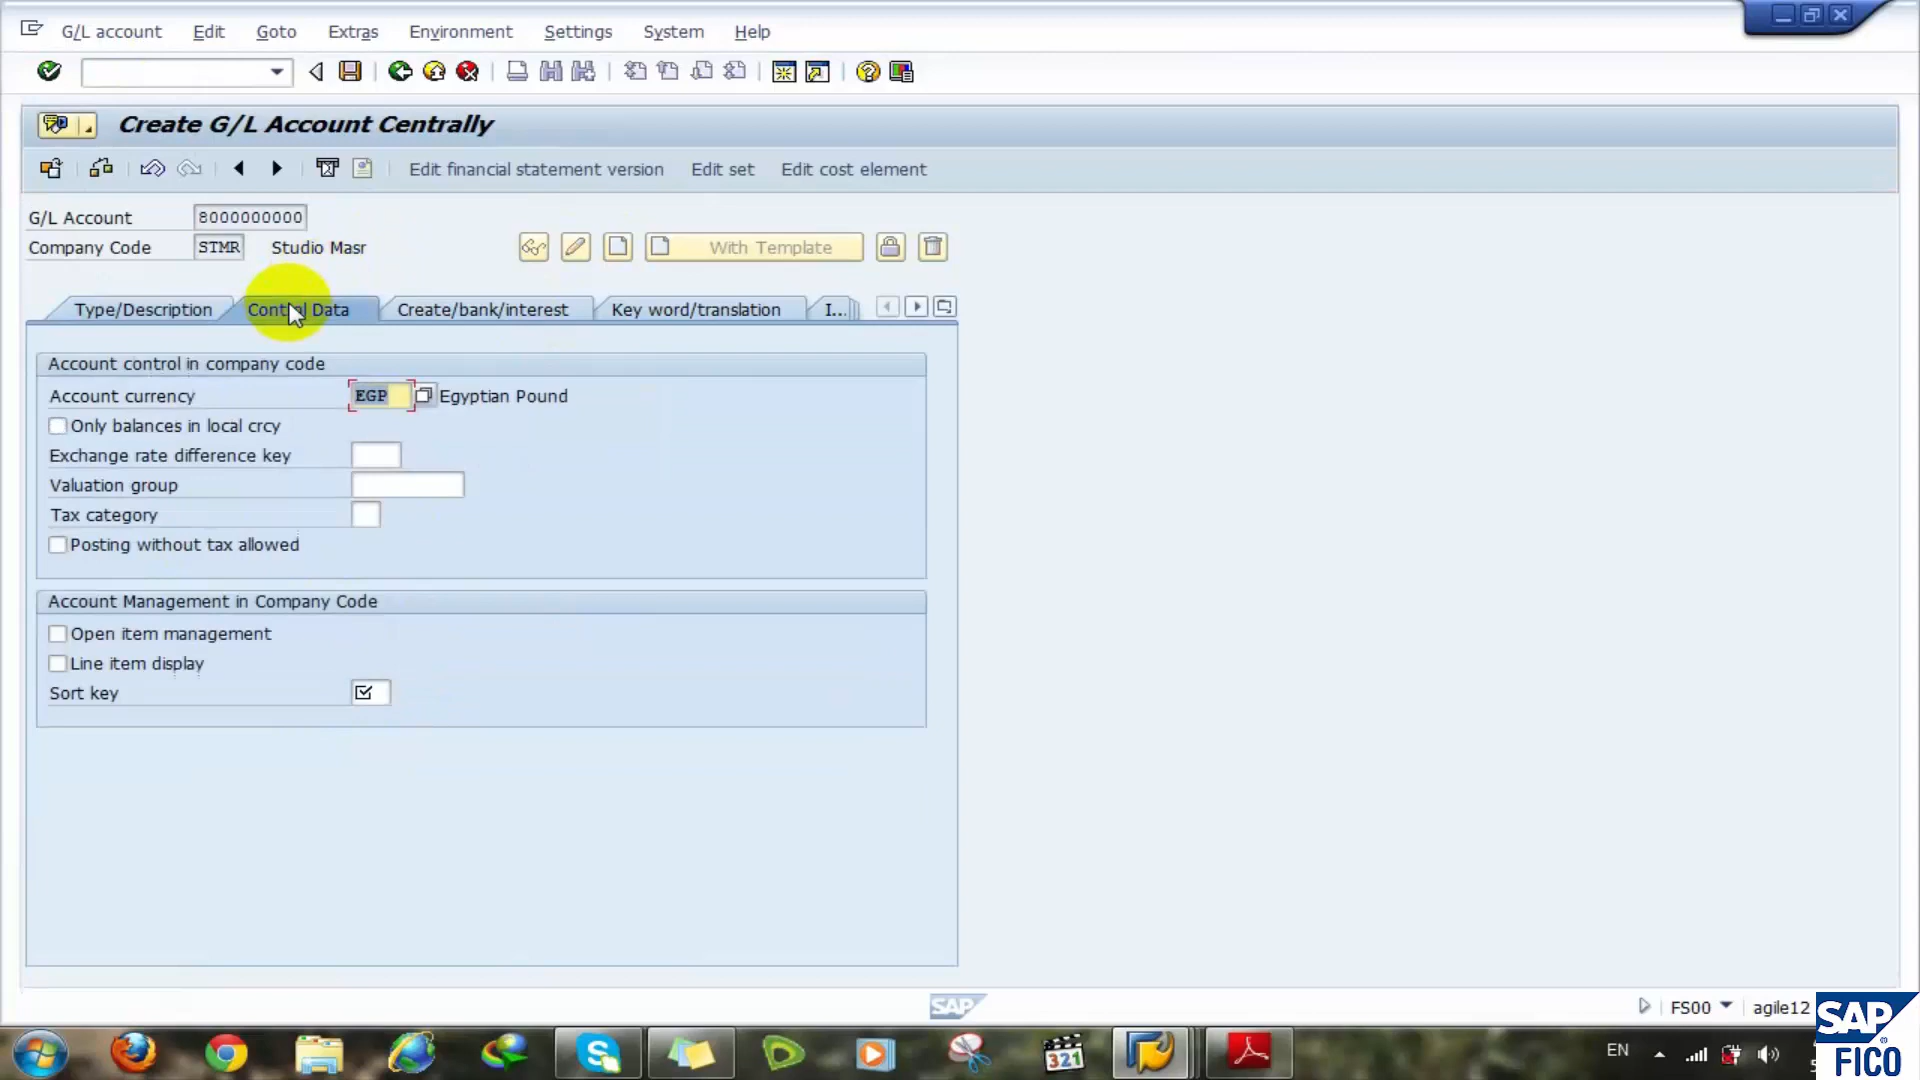 G/L account Edit Goto Extras Environment Settings System Help
Create G/L Account Centrally
Edit financial statement version Edit set Edit cost element
G/L Account 8000000000
Company Code STMR Studio Masr With Template
Type/Description Control Data Create/bank/interest Key word/translation I...
Account control in company code
Account currency EGP Egyptian Pound
Only balances in local crcy
Exchange rate difference key
Valuation group
Tax category
Posting without tax allowed
Account Management in Company Code
Open item management
Line item display
Sort key
SAP FS00 agile12
SAP
FICO
321
EN